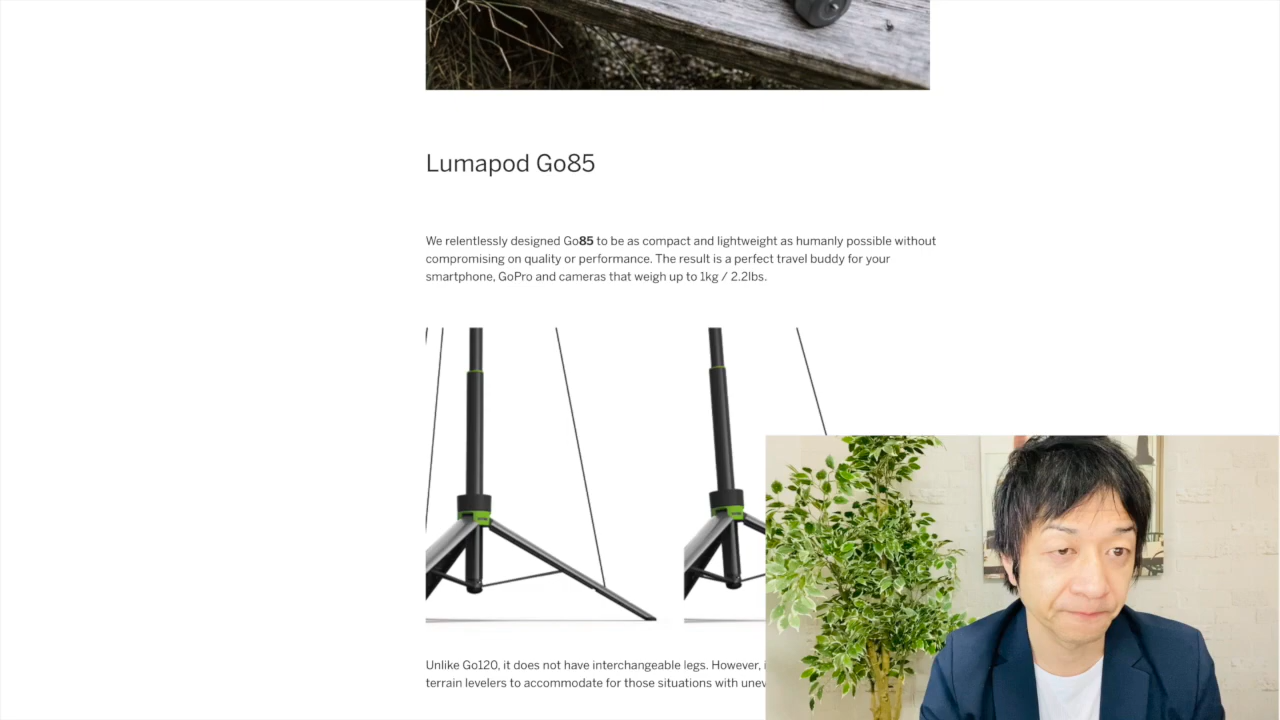 Lumapod Go85
We relentlessly designed Go85 to be as compact and lightweight as humanly possible without
compromising on quality or performance. The result is a perfect travel buddy for your
smartphone, GoPro and cameras that weigh up to 1kg / 2.2lbs.
Unlike Go120, it does not have interchangeable legs. However,
terrain levelers to accommodate for those situations with